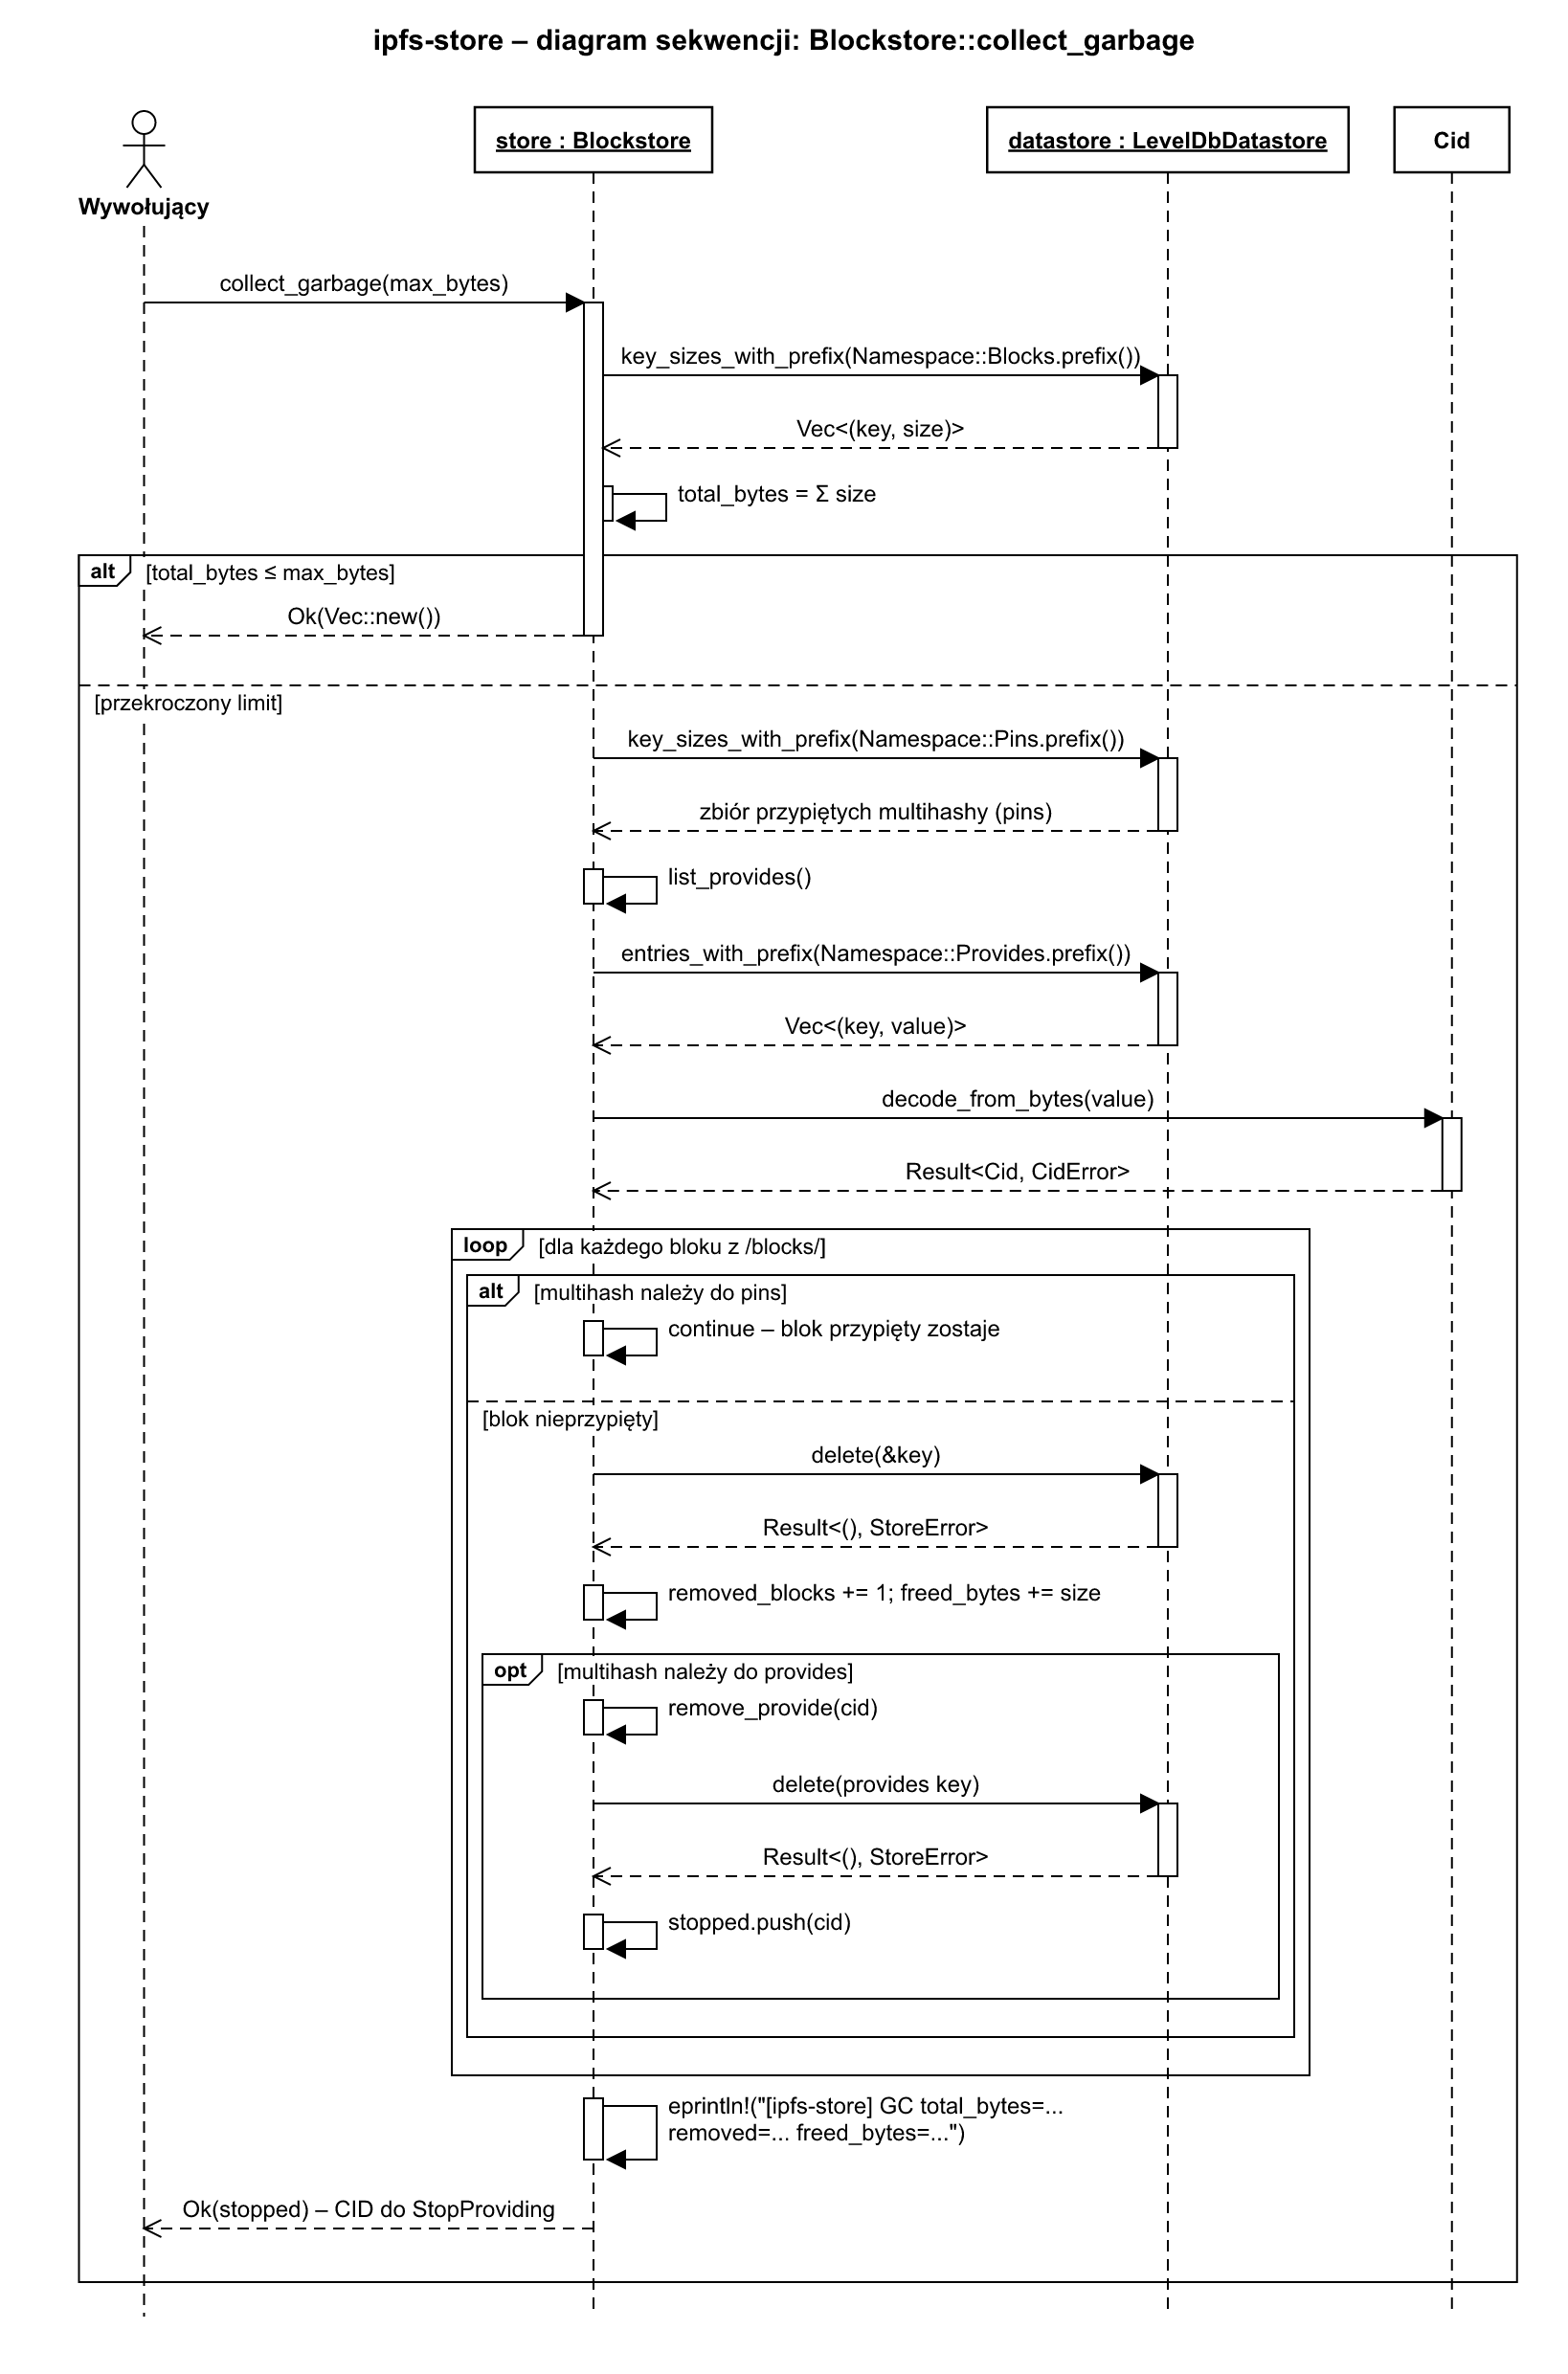 ipfs-store – diagram sekwencji: Blockstore::collect_garbage
Wywołujący
store : Blockstore
datastore : LevelDbDatastore
Cid
collect_garbage(max_bytes)
key_sizes_with_prefix(Namespace::Blocks.prefix())
Vec<(key, size)>
total_bytes = Σ size
alt
[total_bytes ≤ max_bytes]
Ok(Vec::new())
[przekroczony limit]
key_sizes_with_prefix(Namespace::Pins.prefix())
zbiór przypiętych multihashy (pins)
list_provides()
entries_with_prefix(Namespace::Provides.prefix())
Vec<(key, value)>
decode_from_bytes(value)
Result<Cid, CidError>
loop
[dla każdego bloku z /blocks/]
alt
[multihash należy do pins]
continue – blok przypięty zostaje
[blok nieprzypięty]
delete(&key)
Result<(), StoreError>
removed_blocks += 1; freed_bytes += size
opt
[multihash należy do provides]
remove_provide(cid)
delete(provides key)
Result<(), StoreError>
stopped.push(cid)
eprintln!("[ipfs-store] GC total_bytes=...
removed=... freed_bytes=...")
Ok(stopped) – CID do StopProviding